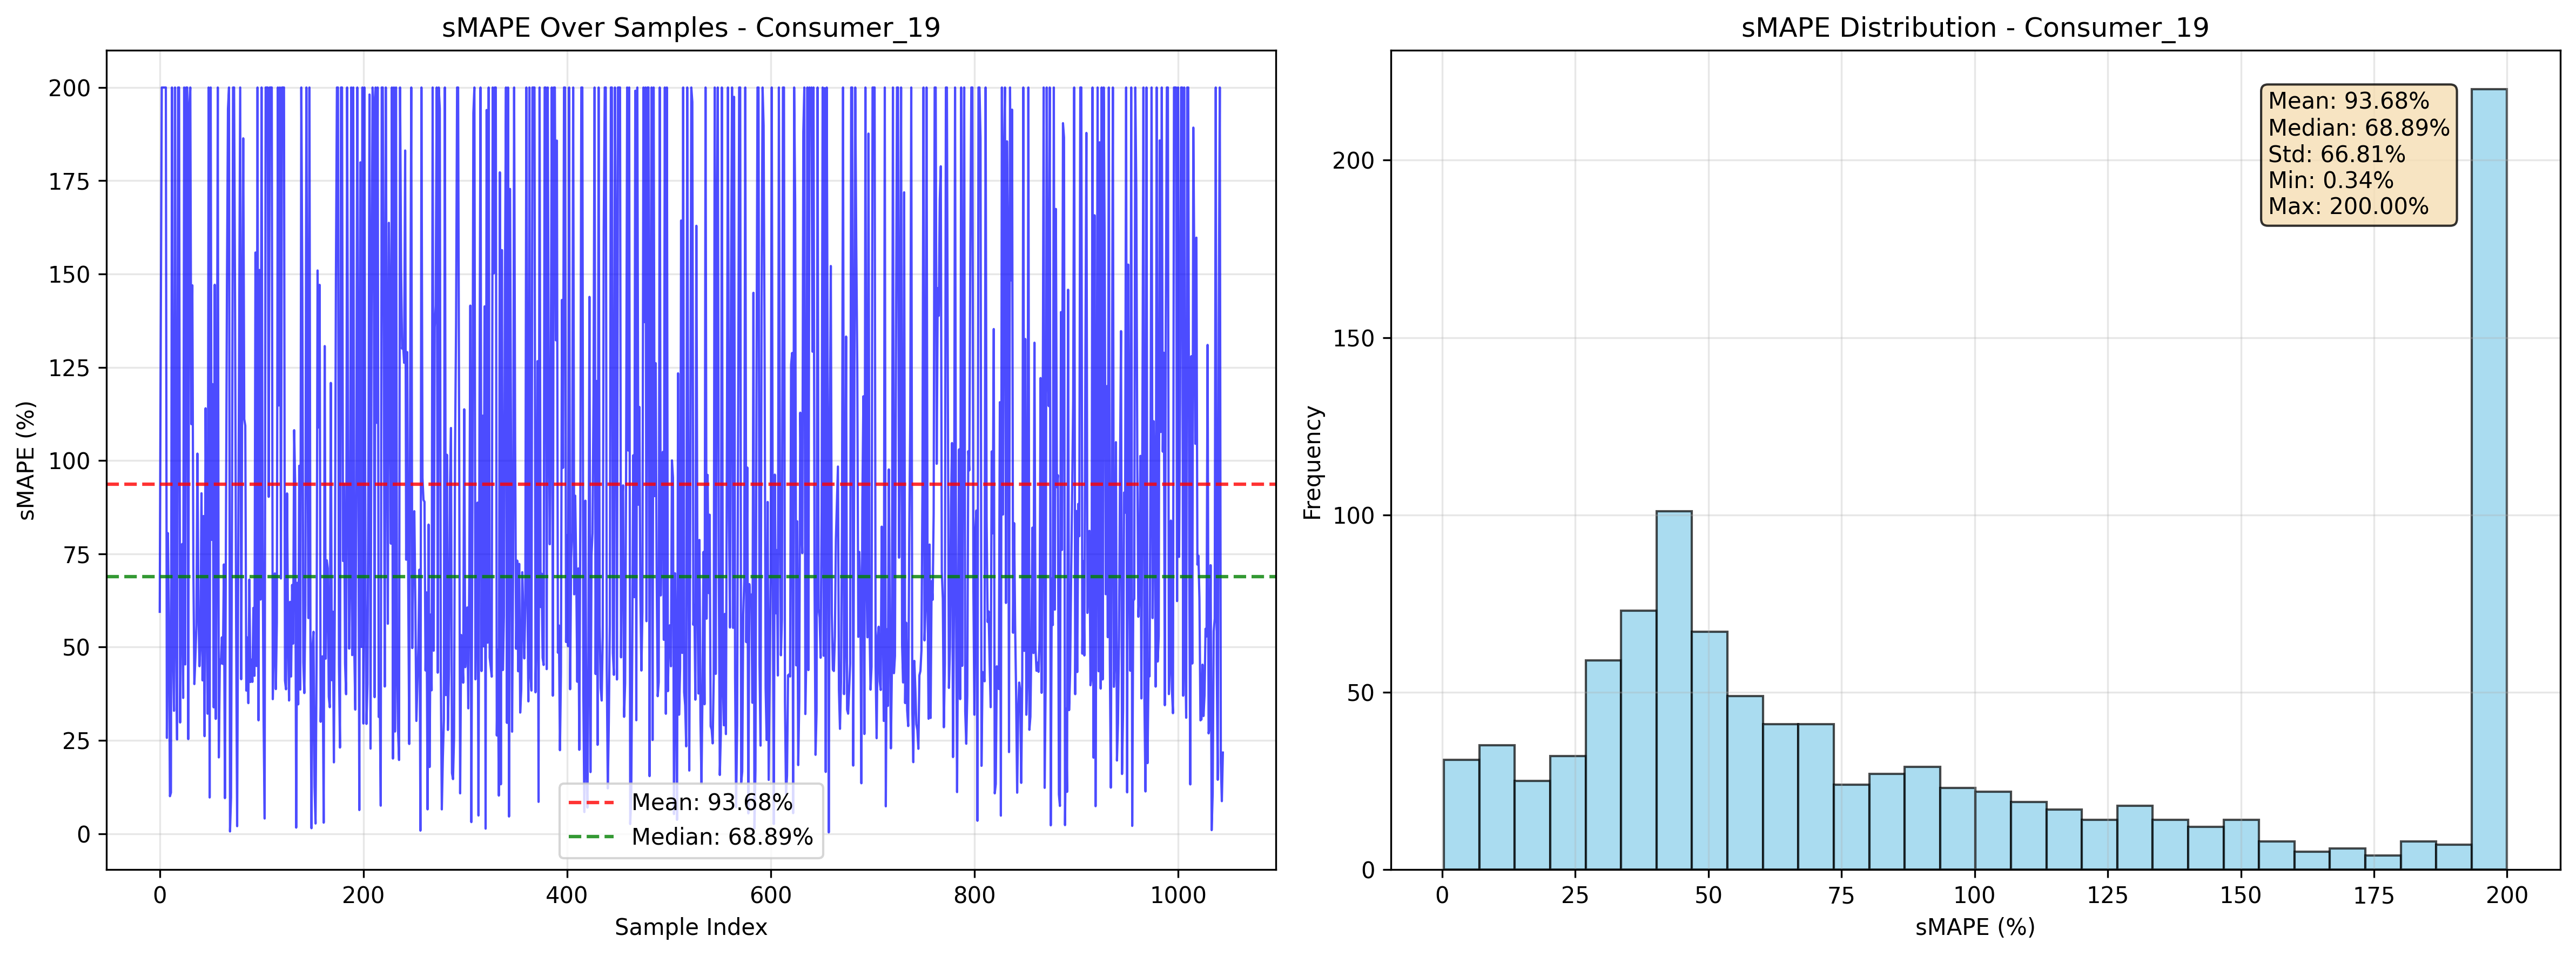 sMAPE Over Samples - Consumer_19
200
175
150
125
100
75
50
25
0
sMAPE (%)
0
200
400
600
800
1000
Sample Index
Mean: 93.68%
Median: 68.89%
sMAPE Distribution - Consumer_19
200
150
100
50
0
Frequency
0
25
50
75
100
125
150
175
200
sMAPE (%)
Mean: 93.68%
Median: 68.89%
Std: 66.81%
Min: 0.34%
Max: 200.00%